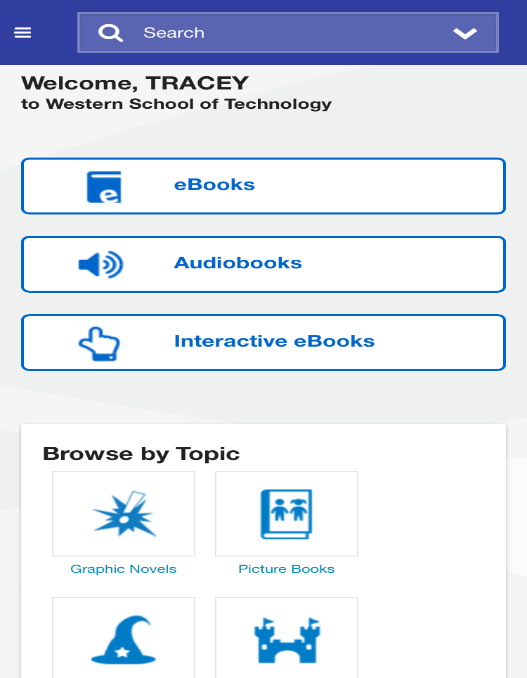 Search
Welcome, TRACEY
to Western School of Technology
eBooks
Audiobooks
Interactive eBooks
Browse by Topic
Graphic Novels
Picture Books